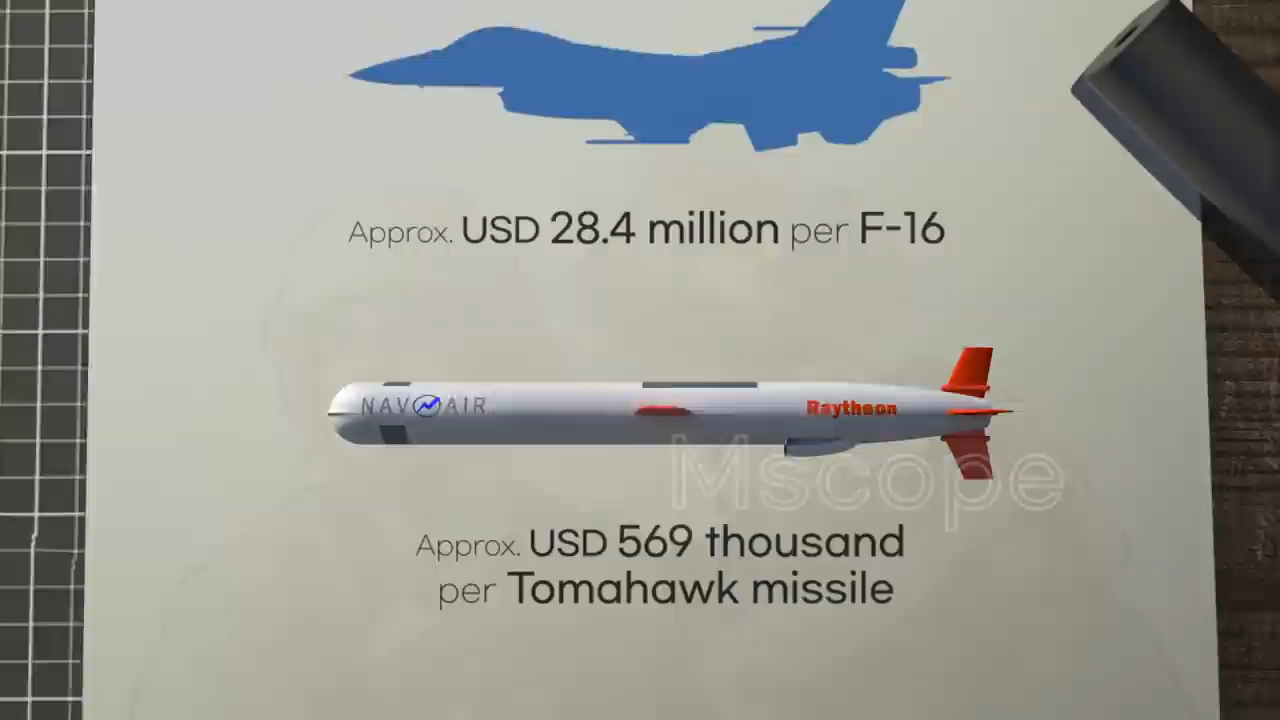 Approx. USD 28.4 million per F-16
NAVAIR
Raytheon
Mscope
Approx. USD 569 thousand
per Tomahawk missile